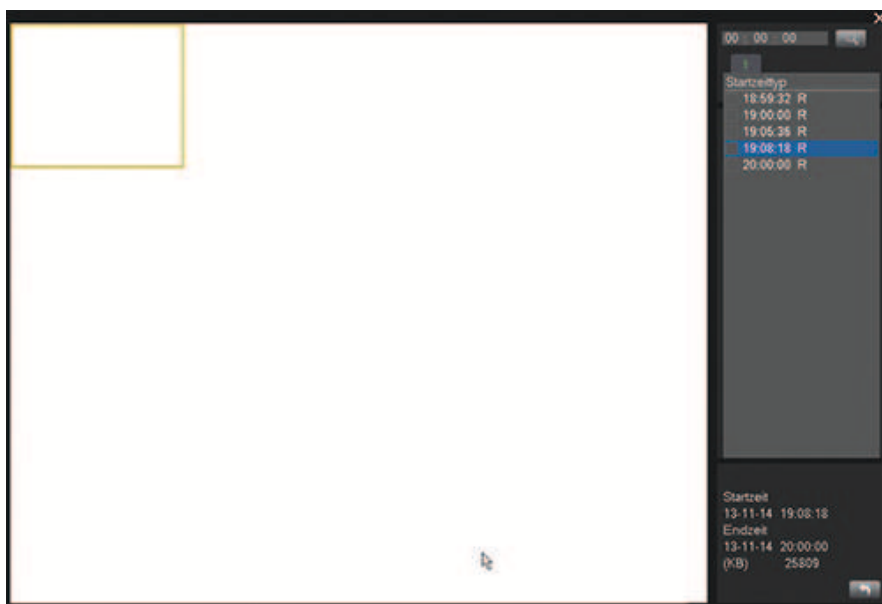 00 : 00 : 00
1
Startzeittyp
18:59:32 R
19:00:00 R
19:05:36 R
19:08:18 R
20:00:00 R
Startzeit
13-11-14 19:08:18
Endzeit
13-11-14 20:00:00
(KB) 25809